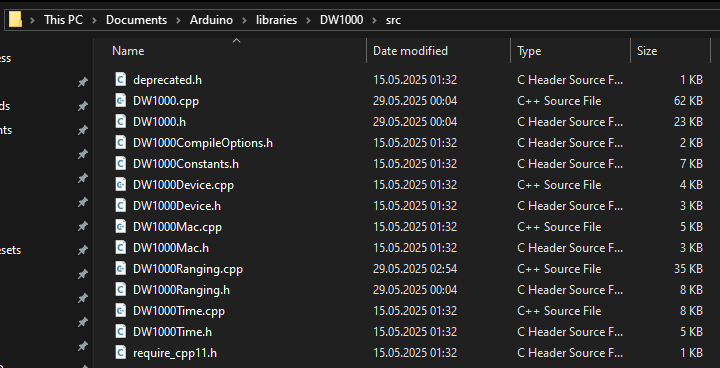 This PC > Documents > Arduino > libraries > DW1000 > src
Name Date modified Type Size
ess
deprecated.h 15.05.2025 01:32 C Header Source F... 1 KB
DW1000.cpp 29.05.2025 00:04 C++ Source File 62 KB
ds
DW1000.h 29.05.2025 00:04 C Header Source F... 23 KB
nts
DW1000CompileOptions.h 15.05.2025 01:32 C Header Source F... 2 KB
DW1000Constants.h 15.05.2025 01:32 C Header Source F... 7 KB
DW1000Device.cpp 15.05.2025 01:32 C++ Source File 4 KB
DW1000Device.h 15.05.2025 01:32 C Header Source F... 3 KB
DW1000Mac.cpp 15.05.2025 01:32 C++ Source File 5 KB
DW1000Mac.h 15.05.2025 01:32 C Header Source F... 3 KB
esets
DW1000Ranging.cpp 29.05.2025 02:54 C++ Source File 35 KB
DW1000Ranging.h 29.05.2025 00:04 C Header Source F... 8 KB
DW1000Time.cpp 15.05.2025 01:32 C++ Source File 8 KB
DW1000Time.h 15.05.2025 01:32 C Header Source F... 5 KB
require_cpp11.h 15.05.2025 01:32 C Header Source F... 1 KB